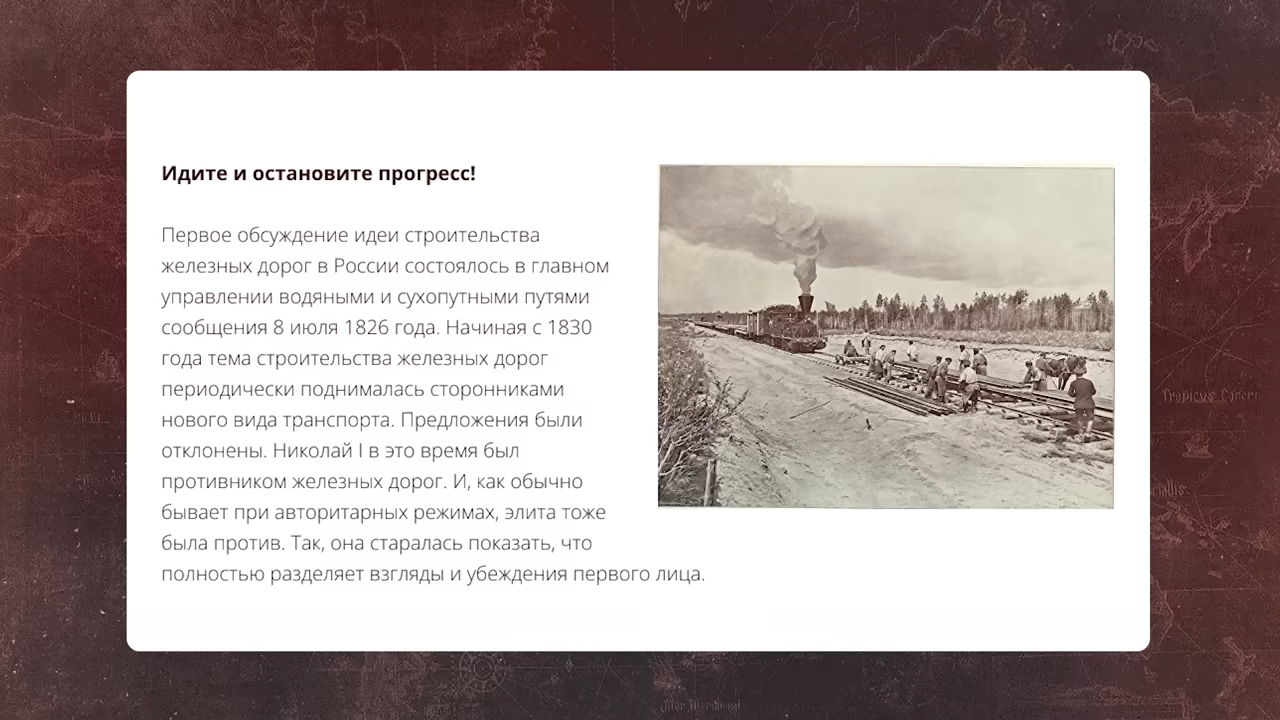 Идите и остановите прогресс!
Первое обсуждение идеи строительства
железных дорог в России состоялось в главном
управлении водяными и сухопутными путями
сообщения 8 июля 1826 года. Начиная с 1830
года тема строительства железных дорог
периодически поднималась сторонниками
нового вида транспорта. Предложения были
отклонены. Николай I в это время был
противником железных дорог. И, как обычно
бывает при авторитарных режимах, элита тоже
была против. Так, она старалась показать, что
полностью разделяет взгляды и убеждения первого лица.
Tropicus Cancri